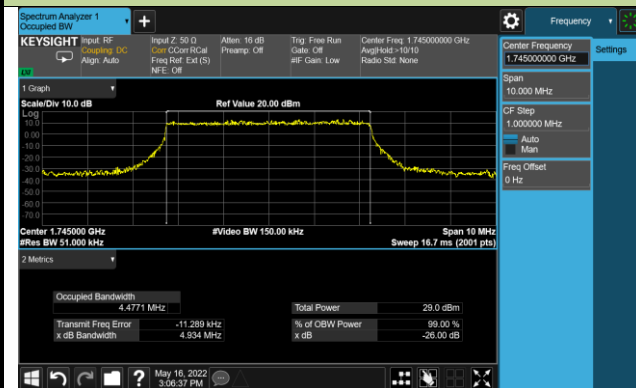 Spectrum Analyzer 1
Occupied BW
+
Frequency
KEYSIGHT
Input: RF
Coupling: DC
Align: Auto
Input Z: 50 Ω
Corr CCorr RCal
Freq Ref: Ext (S)
NFE: Off
Atten: 16 dB
Preamp: Off
Trig: Free Run
Gate: Off
#IF Gain: Low
Center Freq: 1.745000000 GHz
Avg|Hold:>10/10
Radio Std: None
Center Frequency
1.745000000 GHz
Settings
Span
10.000 MHz
CF Step
1.000000 MHz
Auto
Man
Freq Offset
0 Hz
1 Graph
Scale/Div 10.0 dB
Ref Value 20.00 dBm
Log
10.0
0.00
-10.0
-20.0
-30.0
-40.0
-50.0
-60.0
-70.0
Center 1.745000 GHz
#Video BW 150.00 kHz
Span 10 MHz
#Res BW 51.000 kHz
Sweep 16.7 ms (2001 pts)
2 Metrics
Occupied Bandwidth
4.4771 MHz
Total Power
29.0 dBm
Transmit Freq Error
-11.289 kHz
% of OBW Power
99.00 %
x dB Bandwidth
4.934 MHz
x dB
-26.00 dB
?
May 16, 2022
3:06:37 PM